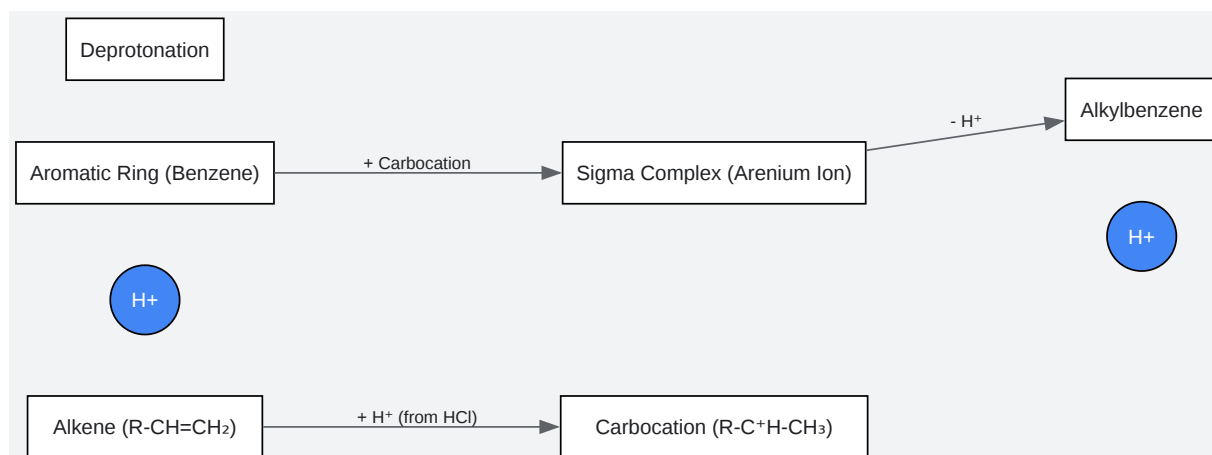 Deprotonation
- H⁺
Alkylbenzene
Aromatic Ring (Benzene)
+ Carbocation
Sigma Complex (Arenium Ion)
H+
H+
Alkene (R-CH=CH₂)
+ H⁺ (from HCl)
Carbocation (R-C⁺H-CH₃)